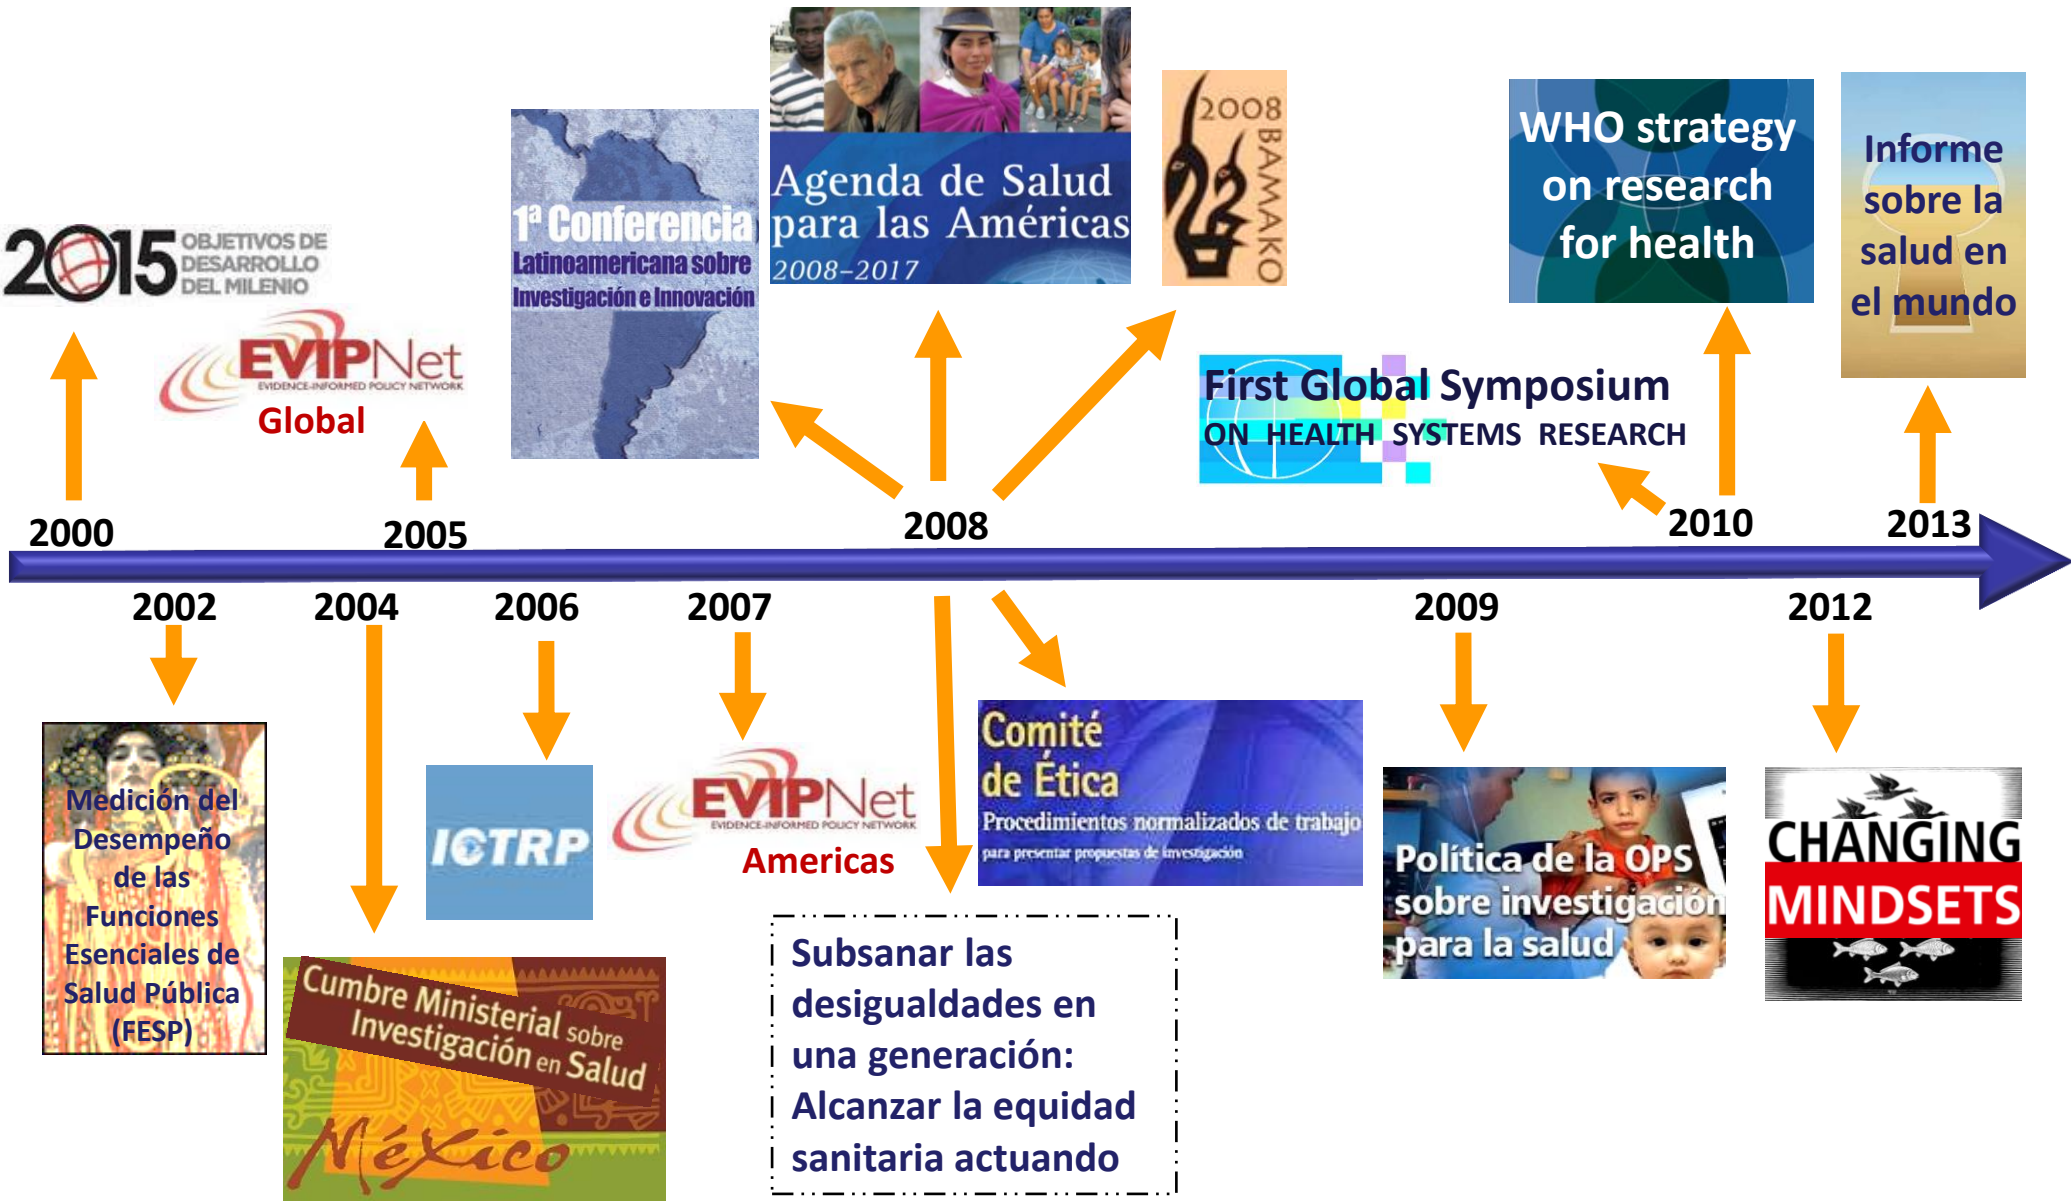 2015 OBJETIVOS DE
DESARROLLO
DEL MILENIO
EVIPNet
EVIDENCE-INFORMED POLICY NETWORK
Global
1ª Conferencia
Latinoamericana sobre
Investigación e Innovación
Agenda de Salud
para las Américas
2008–2017
2008
BAMAKO
First Global Symposium
ON HEALTH SYSTEMS RESEARCH
WHO strategy
on research
for health
Informe
sobre la
salud en
el mundo
2000
2005
2008
2010
2013
2002
2004
2006
2007
2009
2012
Medición del
Desempeño
de las
Funciones
Esenciales de
Salud Pública
(FESP)
Cumbre Ministerial sobre
Investigación en Salud
México
ICTRP
EVIPNet
EVIDENCE-INFORMED POLICY NETWORK
Americas
Subsanar las
desigualdades en
una generación:
Alcanzar la equidad
sanitaria actuando
Comité
de Ética
Procedimientos normalizados de trabajo
para presentar propuestas de investigación
Política de la OPS
sobre investigación
para la salud
CHANGING
MINDSETS